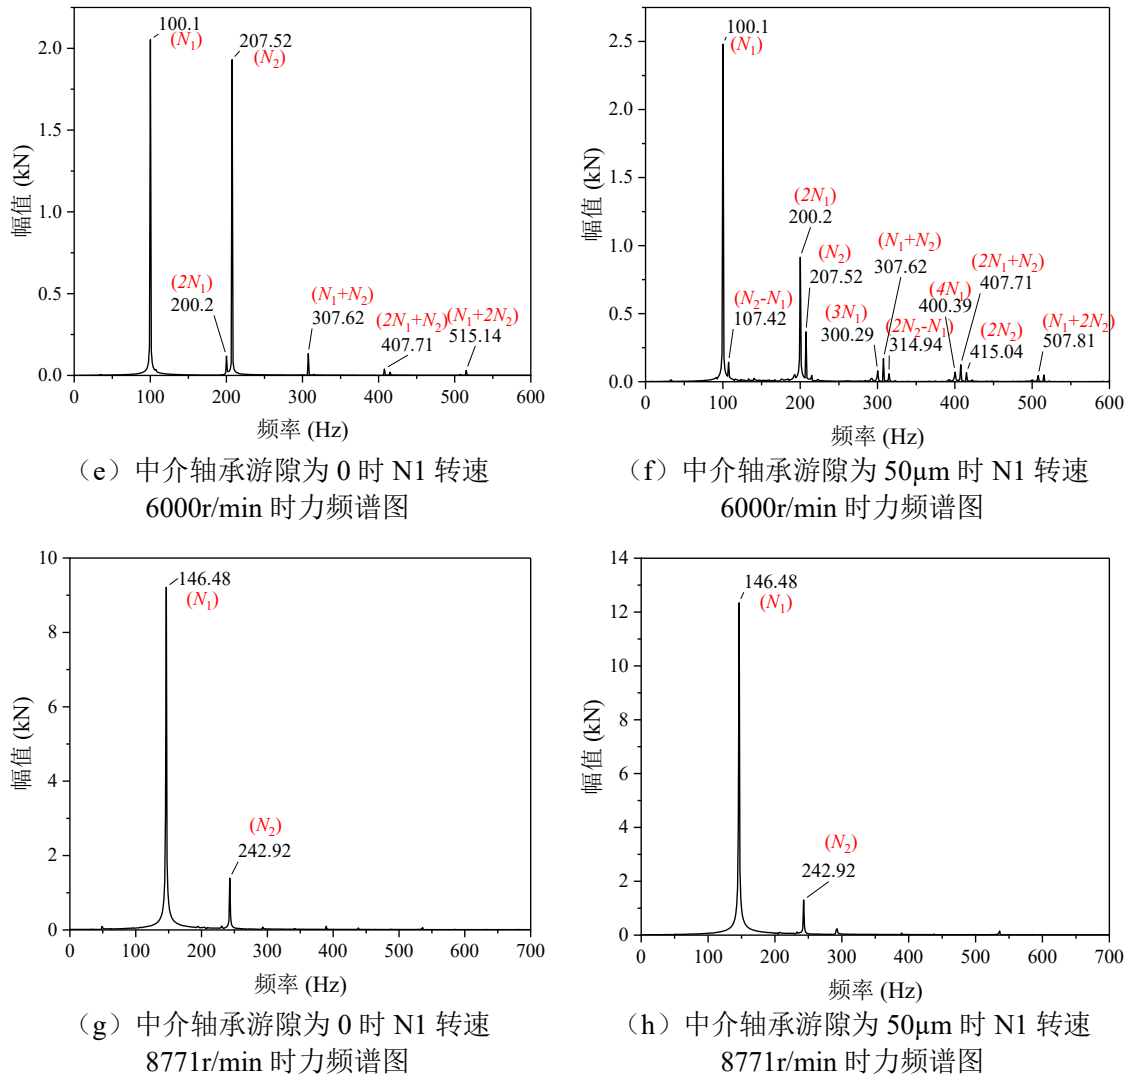 100.1
(N₁)
207.52
(N₂)
(2N₁)
200.2
(N₁+N₂)
307.62
(2N₁+N₂)
407.71
(N₁+2N₂)
515.14
2.0
1.5
1.0
0.5
0.0
0 100 200 300 400 500 600
幅值 (kN)
频率 (Hz)
(e)中介轴承游隙为 0 时 N1 转速
6000r/min 时力频谱图
100.1
(N₁)
(2N₁)
200.2
(N₂)
207.52
(N₂-N₁)
107.42
(3N₁)
300.29
(N₁+N₂)
307.62
(2N₂-N₁)
314.94
(4N₁)
400.39
(2N₁+N₂)
407.71
(2N₂)
415.04
(N₁+2N₂)
507.81
2.5
2.0
1.5
1.0
0.5
0.0
0 100 200 300 400 500 600
幅值 (kN)
频率 (Hz)
(f)中介轴承游隙为 50μm 时 N1 转速
6000r/min 时力频谱图
146.48
(N₁)
(N₂)
242.92
10
8
6
4
2
0
0 100 200 300 400 500 600 700
幅值 (kN)
频率 (Hz)
(g)中介轴承游隙为 0 时 N1 转速
8771r/min 时力频谱图
146.48
(N₁)
(N₂)
242.92
14
12
10
8
6
4
2
0
0 100 200 300 400 500 600 700
幅值 (kN)
频率 (Hz)
(h)中介轴承游隙为 50μm 时 N1 转速
8771r/min 时力频谱图